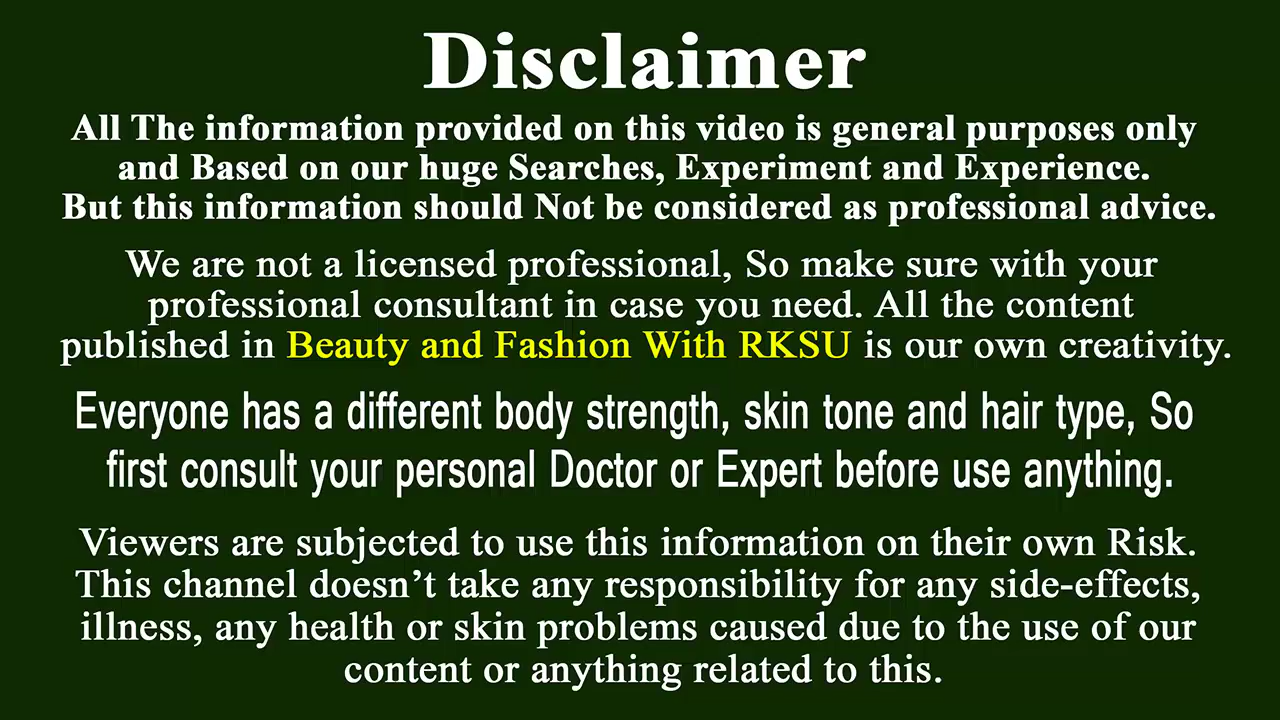 Disclaimer
All The information provided on this video is general purposes only
and Based on our huge Searches, Experiment and Experience.
But this information should Not be considered as professional advice.
We are not a licensed professional, So make sure with your
professional consultant in case you need. All the content
published in Beauty and Fashion With RKSU is our own creativity.
Everyone has a different body strength, skin tone and hair type, So
first consult your personal Doctor or Expert before use anything.
Viewers are subjected to use this information on their own Risk.
This channel doesn’t take any responsibility for any side-effects,
illness, any health or skin problems caused due to the use of our
content or anything related to this.